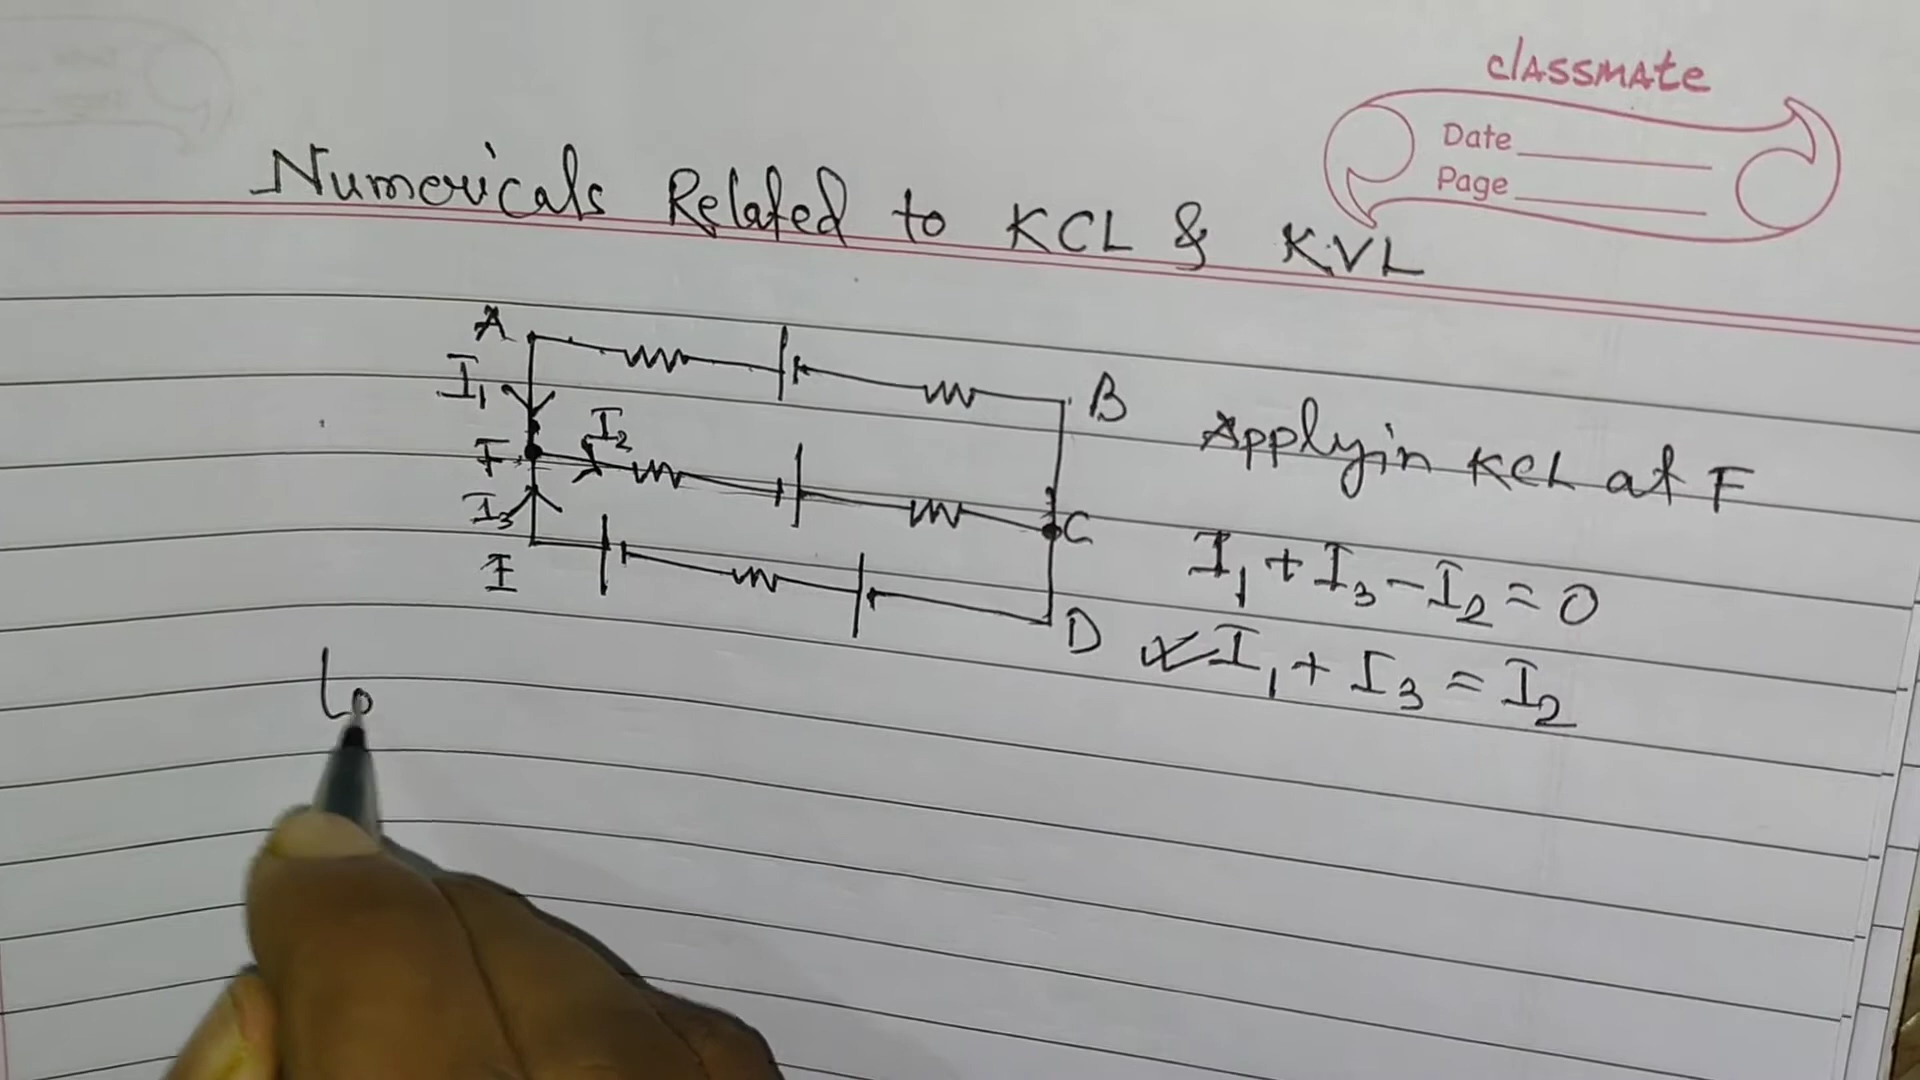 classmate
Date
Page
Numericals Related to KCL & KVL
A
B
I₁
I₂
F
I₃
C
I
D
Applyin KCL at F
I₁ + I₃ - I₂ = 0
I₁ + I₃ = I₂
Lo